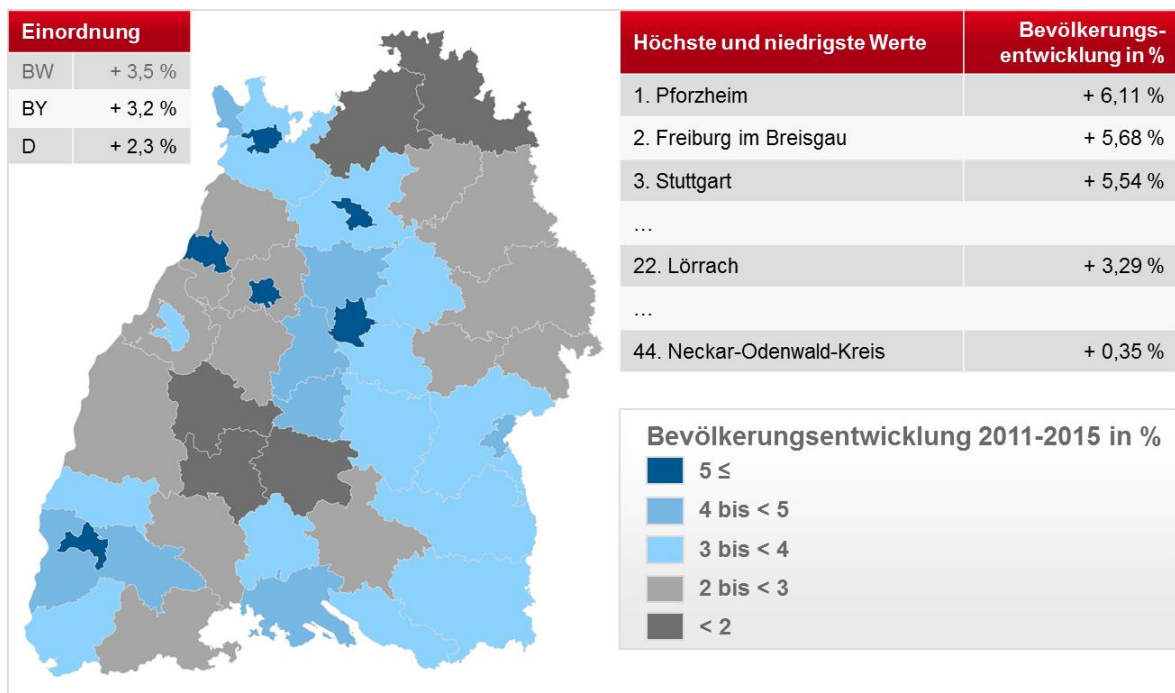 Einordnung
BW + 3,5 %
BY + 3,2 %
D + 2,3 %
Höchste und niedrigste Werte
Bevölkerungs-
entwicklung in %
1. Pforzheim + 6,11 %
2. Freiburg im Breisgau + 5,68 %
3. Stuttgart + 5,54 %
…
22. Lörrach + 3,29 %
…
44. Neckar-Odenwald-Kreis + 0,35 %
Bevölkerungsentwicklung 2011-2015 in %
5 ≤
4 bis < 5
3 bis < 4
2 bis < 3
< 2